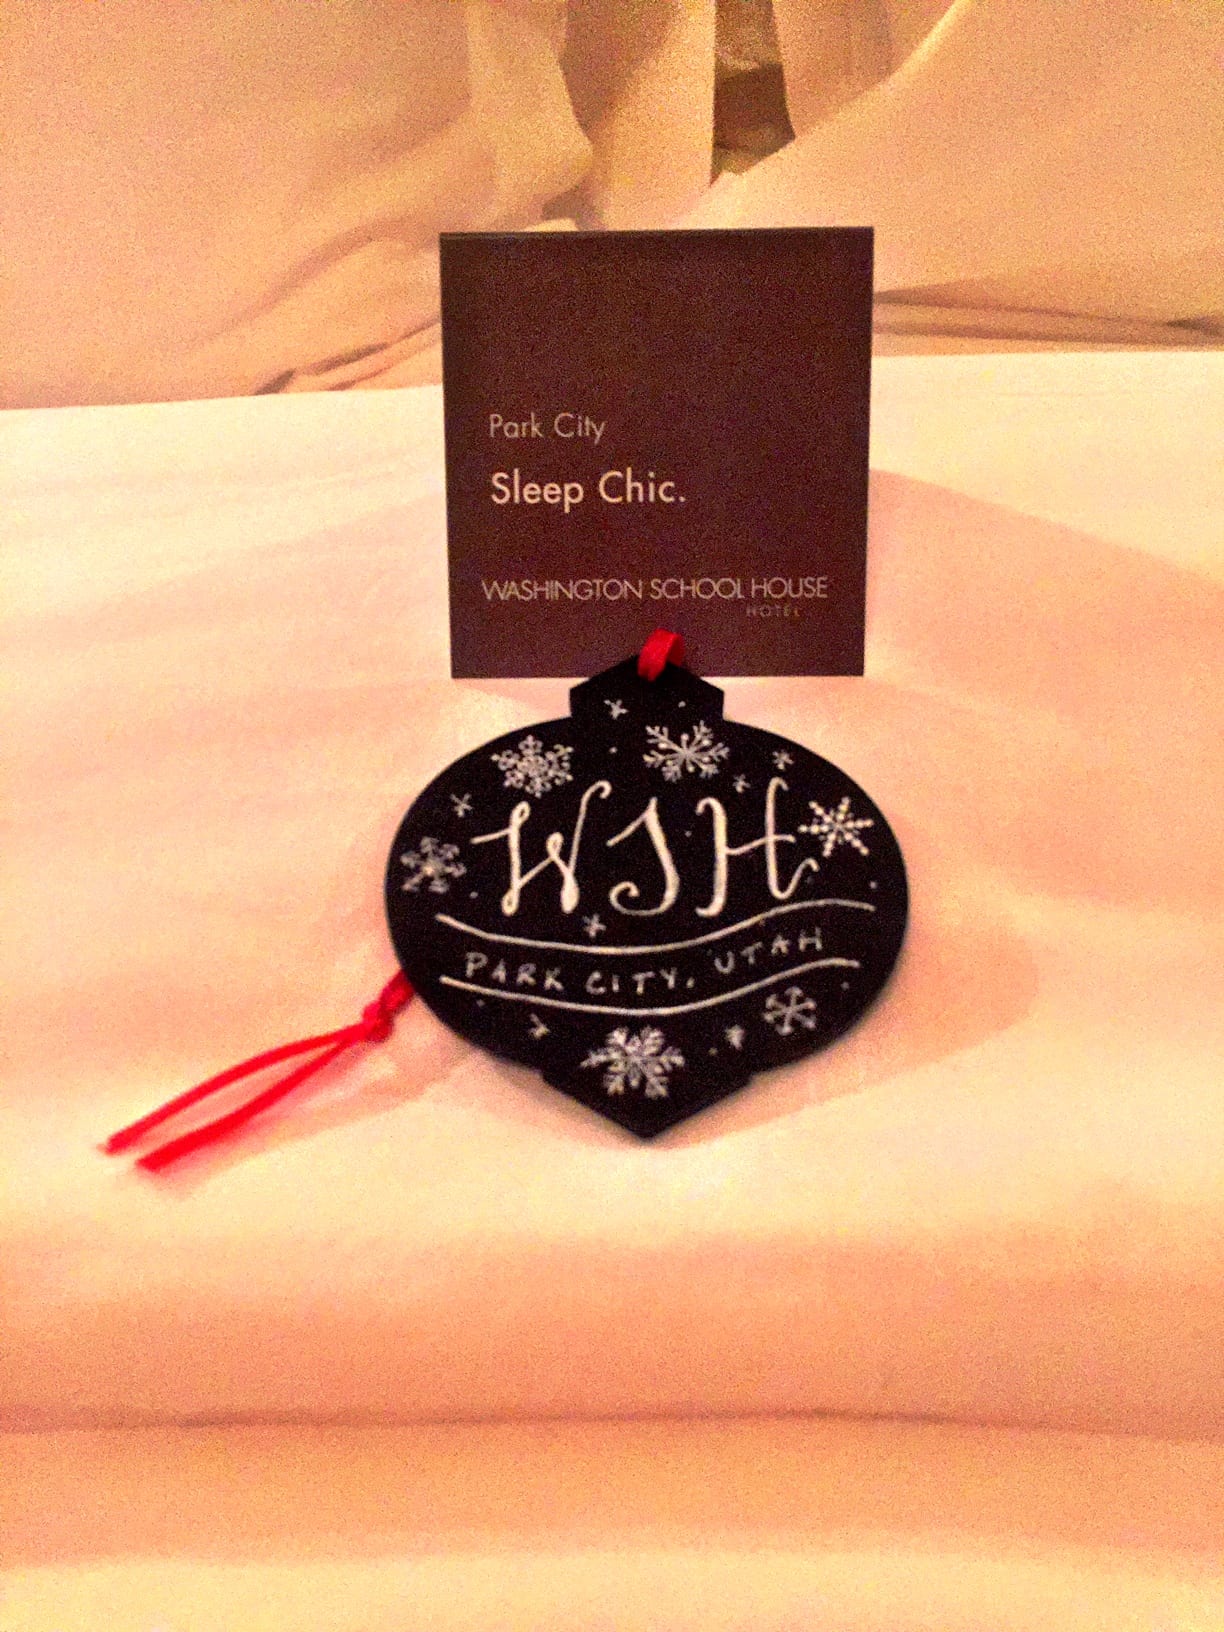 Park City
Sleep Chic.
WASHINGTON SCHOOL HOUSE
HOTEL
WSH
PARK CITY, UTAH